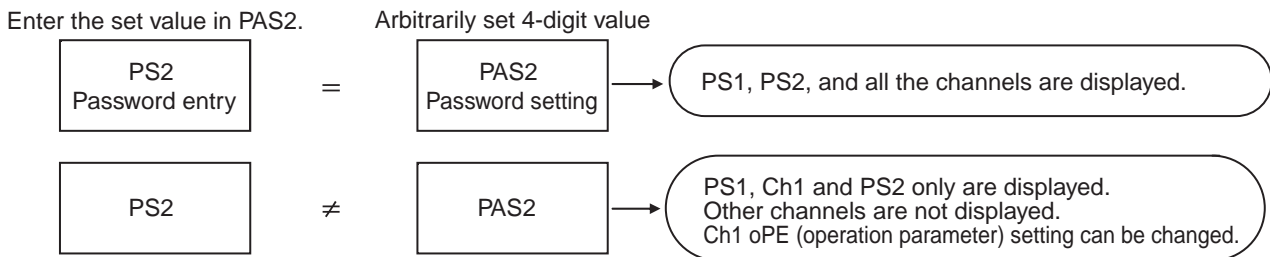 Enter the set value in PAS2.
Arbitrarily set 4-digit value
PS2
Password entry
=
PAS2
Password setting
PS1, PS2, and all the channels are displayed.
PS2
≠
PAS2
PS1, Ch1 and PS2 only are displayed.
Other channels are not displayed.
Ch1 oPE (operation parameter) setting can be changed.